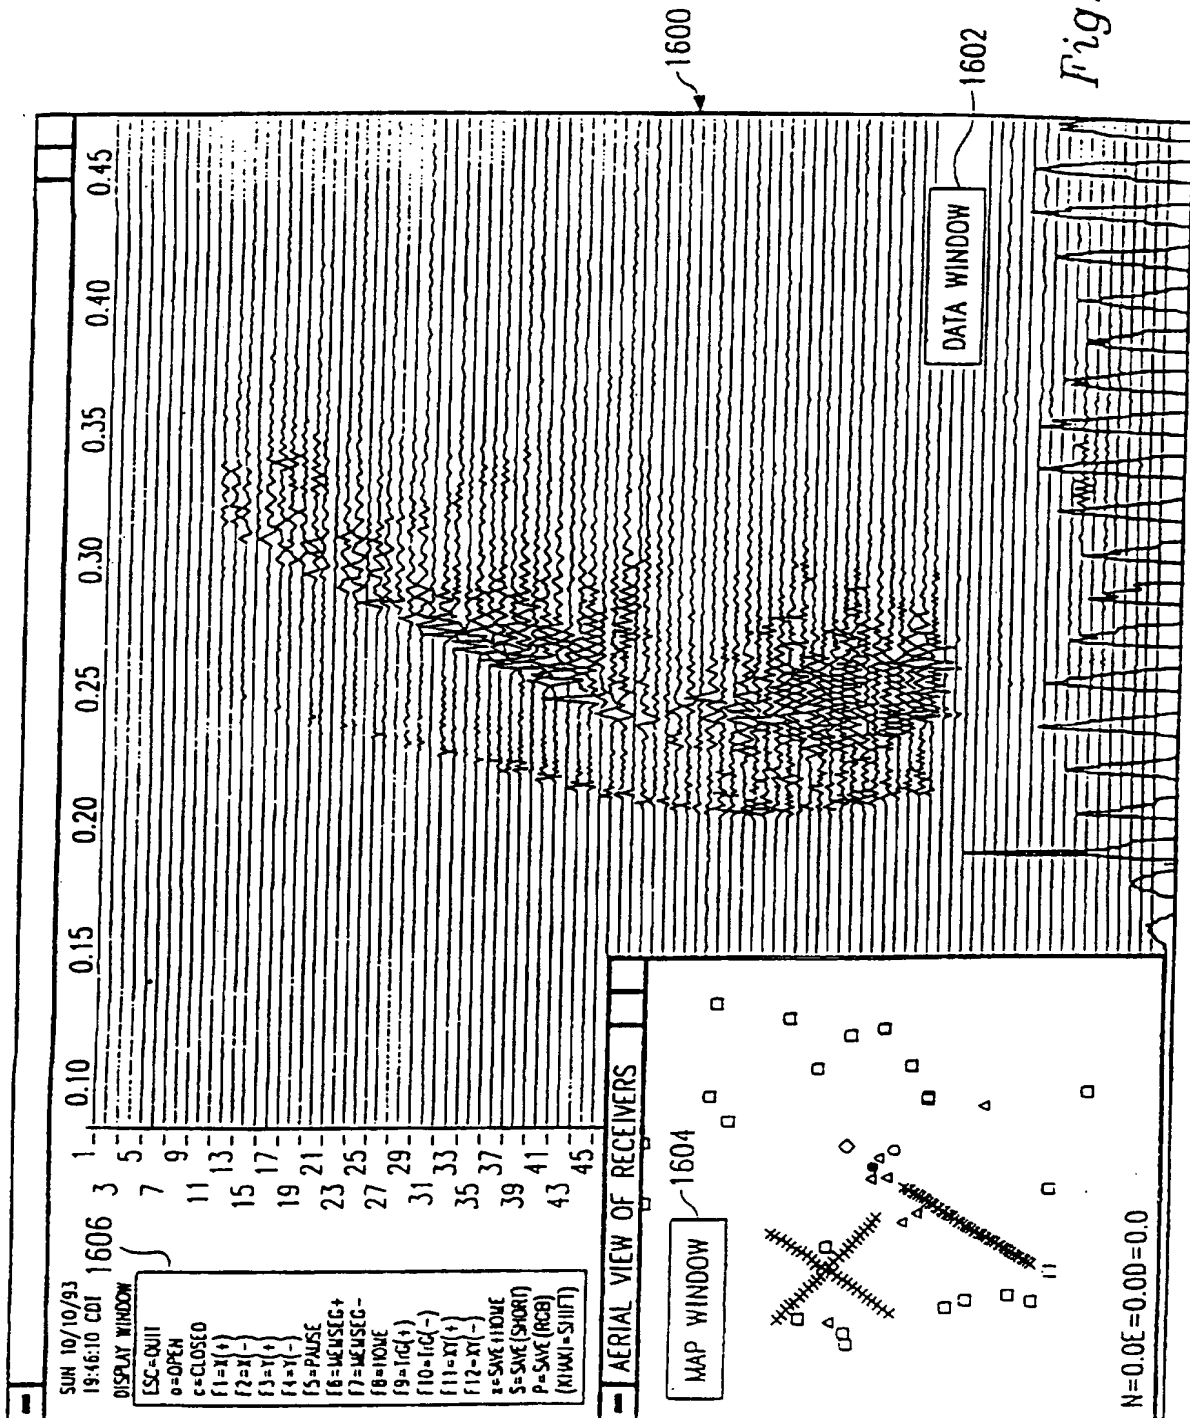 SUN 10/10/93
19:46:10 CDT
1606
DISPLAY WINDOW
ESC=QUIT
o=OPEN
c=CLOSED
F1=X(+)
F2=X(-)
F3=Y(+)
F4=Y(-)
F5=PAUSE
F6=MEWSEG+
F7=MEWSEG-
F8=HOME
F9=TrG(+)
F10=TrG(-)
F11=XY(+)
F12=XY(-)
z=SAVE+HOME
S=SAVE(SHORT)
P=SAVE(RGB)
0.10 0.15 0.20 0.25 0.30 0.35 0.40 0.45
1
3
5
7
9
11
13
15
17
19
21
23
25
27
29
31
33
35
37
39
41
43
45
1600
DATA WINDOW
1602
AERIAL VIEW OF RECEIVERS
MAP WINDOW
1604
N=0.0E=0.0D=0.0
Fig